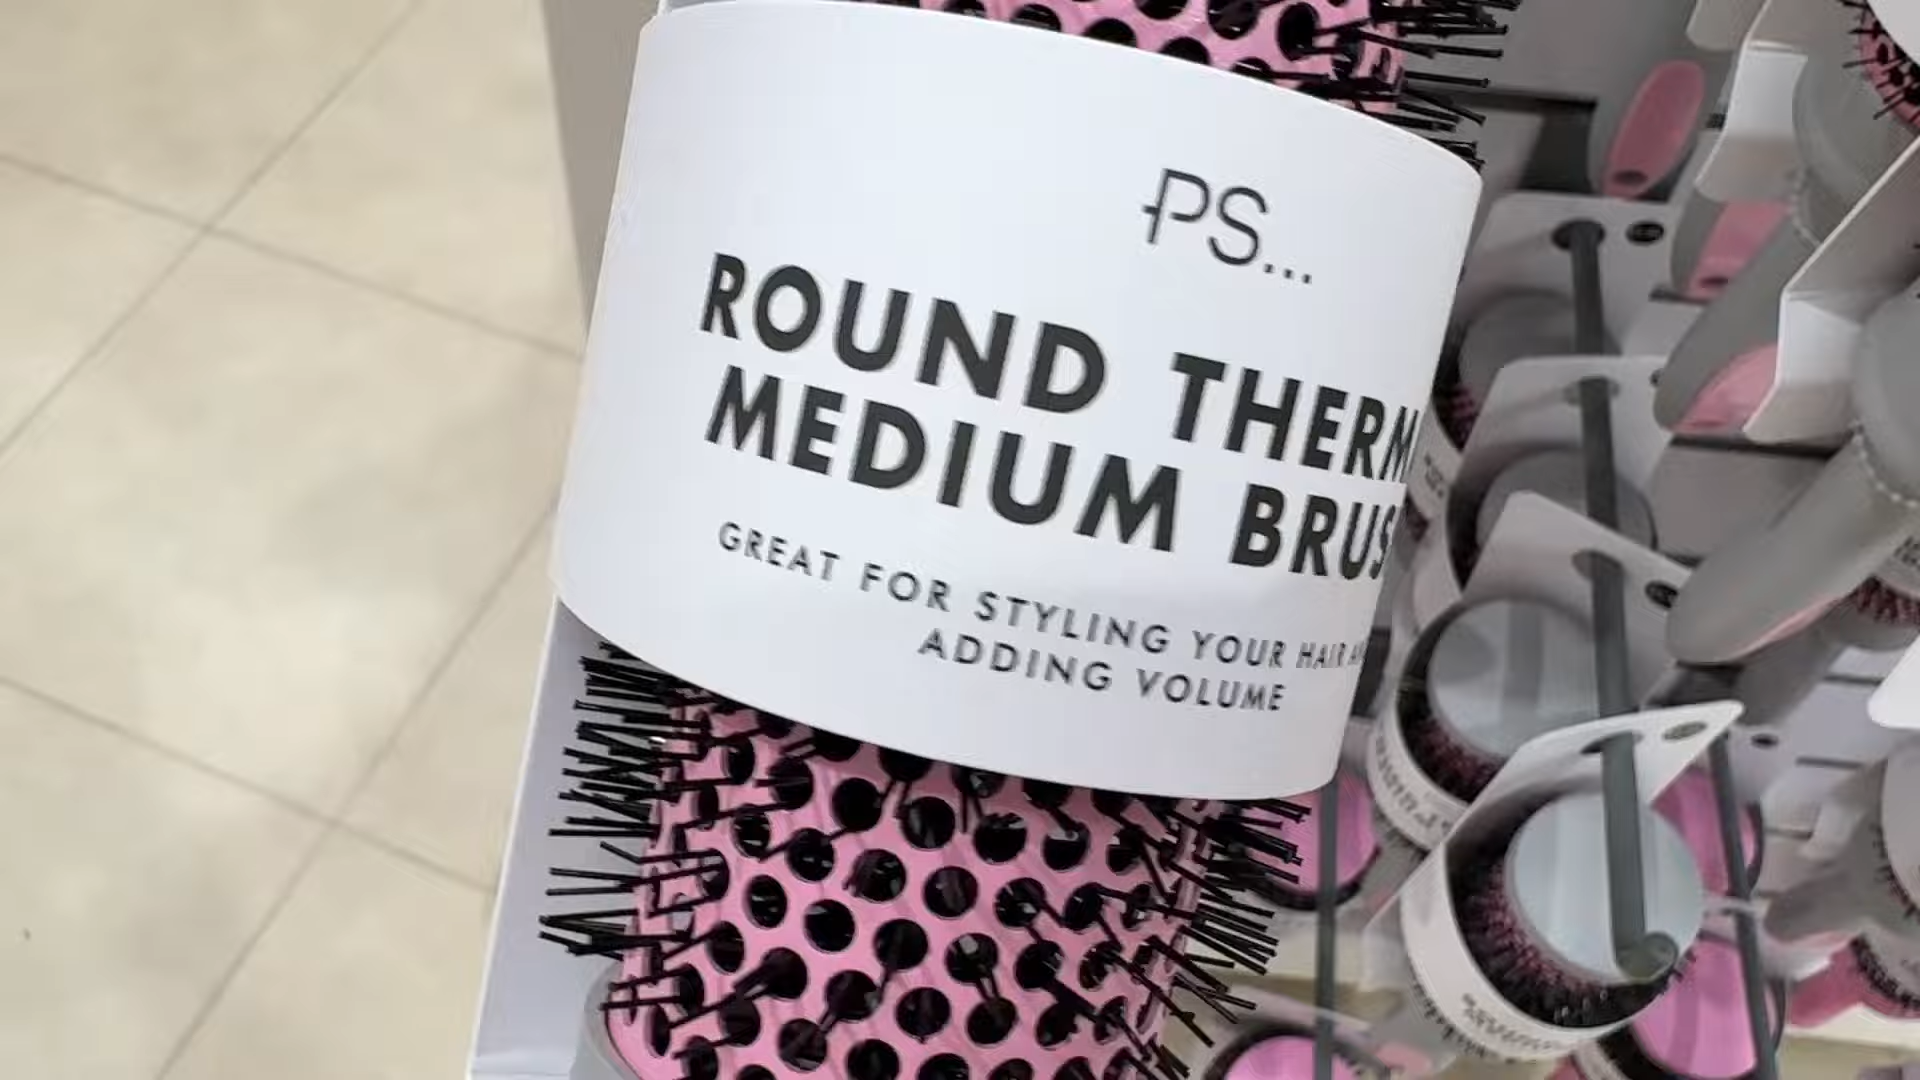 PS...
ROUND THERM
MEDIUM BRUS
GREAT FOR STYLING YOUR HAIR
ADDING VOLUME